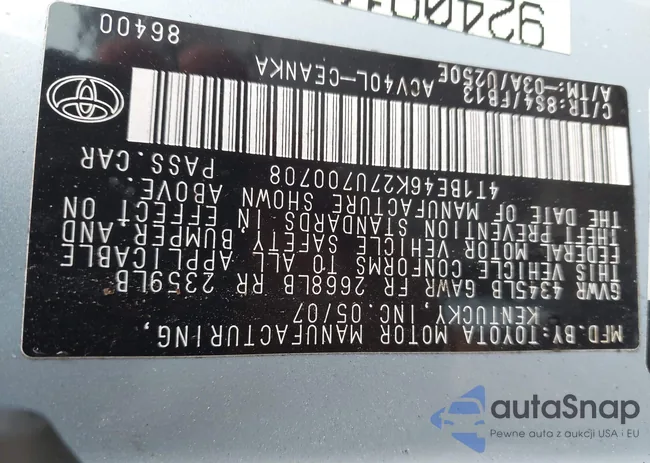 MFD.BY:TOYOTA MOTOR MANUFACTURING,
KENTUCKY,INC.05/07
GVWR 4345LB GAWR FR 2668LB RR 2359LB
THIS VEHICLE CONFORMS TO ALL APPLICABLE
FEDERAL MOTOR VEHICLE SAFETY, BUMPER, AND
THEFT PREVENTION STANDARDS IN EFFECT ON
THE DATE OF MANUFACTURE SHOWN ABOVE.
4T1BE46K27U700708 PASS.CAR
C/TR:8S4/FB13
A/TM:-03A/U250E
ACV40L-CEANKA
86400
autaSnap
Pewne auta z aukcji USA i EU